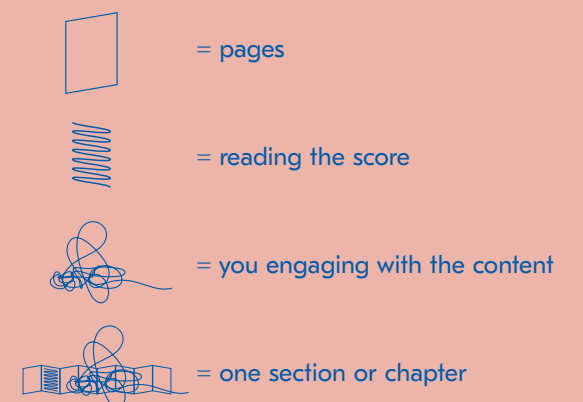 = pages
= reading the score
= you engaging with the content
= one section or chapter